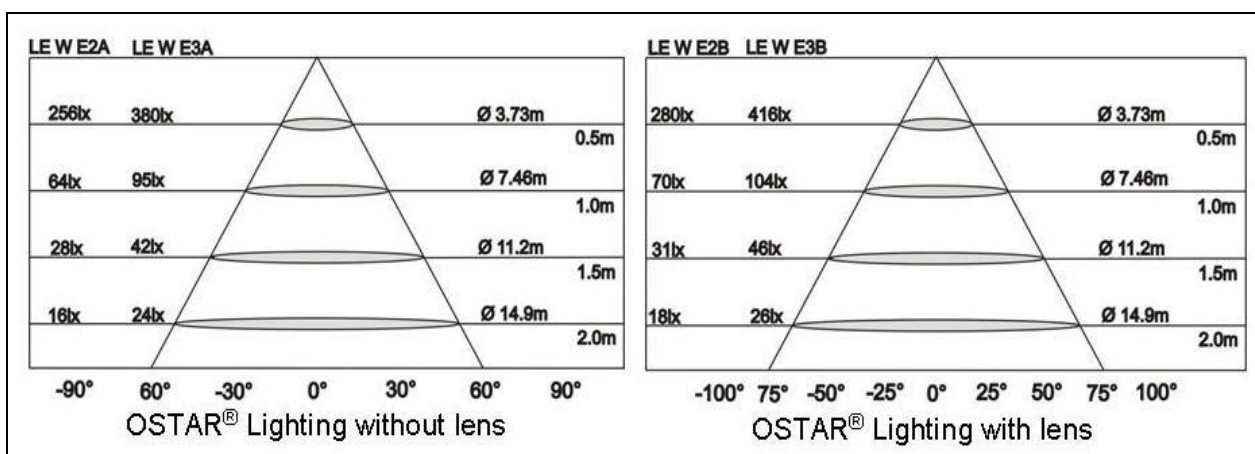 LE W E2A LE W E3A
256lx 380lx Ø 3.73m
0.5m
64lx 95lx Ø 7.46m
1.0m
28lx 42lx Ø 11.2m
1.5m
16lx 24lx Ø 14.9m
2.0m
-90° 60° -30° 0° 30° 60° 90°
OSTAR® Lighting without lens
LE W E2B LE W E3B
280lx 416lx Ø 3.73m
0.5m
70lx 104lx Ø 7.46m
1.0m
31lx 46lx Ø 11.2m
1.5m
18lx 26lx Ø 14.9m
2.0m
-100° 75° -50° -25° 0° 25° 50° 75° 100°
OSTAR® Lighting with lens